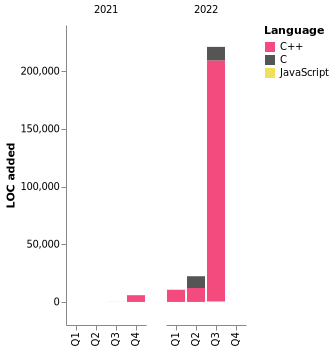 2021
2022
Language
C++
C
JavaScript
LOC added
200,000
150,000
100,000
50,000
0
Q1
Q2
Q3
Q4
Q1
Q2
Q3
Q4